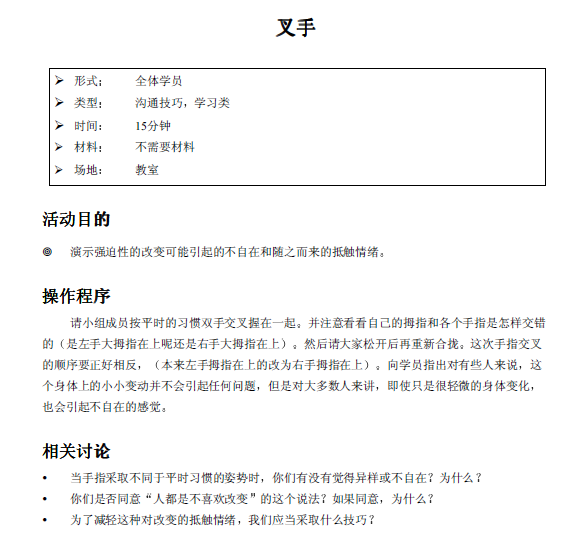 叉手
形式： 全体学员
类型： 沟通技巧，学习类
时间： 15分钟
材料： 不需要材料
场地： 教室
活动目的
演示强迫性的改变可能引起的不自在和随之而来的抵触情绪。
操作程序
请小组成员按平时的习惯双手交叉握在一起。并注意看看自己的拇指和各个手指是怎样交错
的（是左手大拇指在上呢还是右手大拇指在上）。然后请大家松开后再重新合拢。这次手指交叉
的顺序要正好相反，（本来左手拇指在上的改为右手拇指在上）。向学员指出对有些人来说，这
个身体上的小小变动并不会引起任何问题，但是对大多数人来讲，即使只是很轻微的身体变化，
也会引起不自在的感觉。
相关讨论
• 当手指采取不同于平时习惯的姿势时，你们有没有觉得异样或不自在？为什么？
• 你们是否同意“人都是不喜欢改变”的这个说法？如果同意，为什么？
• 为了减轻这种对改变的抵触情绪，我们应当采取什么技巧？